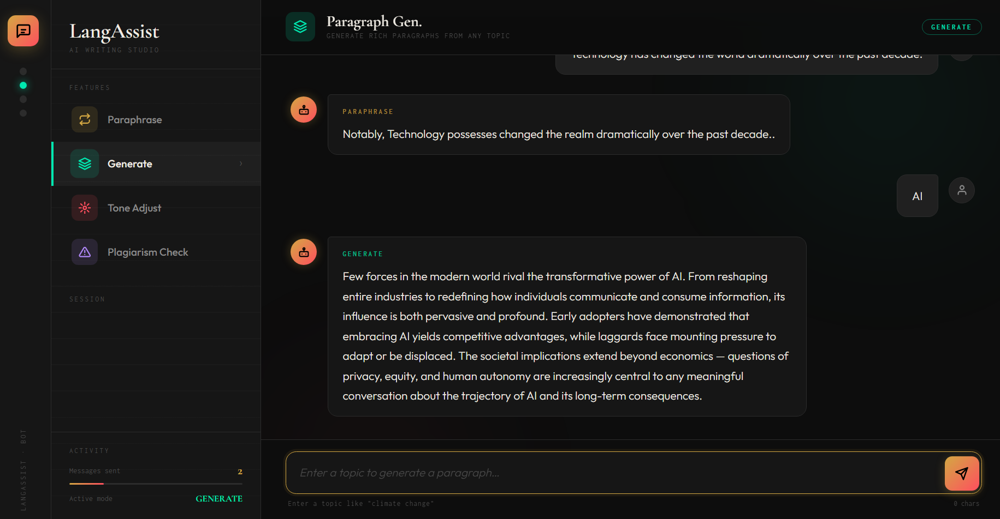 LangAssist
AI WRITING STUDIO
FEATURES
Paraphrase
Generate
Tone Adjust
Plagiarism Check
SESSION
ACTIVITY
Messages sent
2
Active mode
GENERATE
LANGASSIST · BOT
Paragraph Gen.
GENERATE RICH PARAGRAPHS FROM ANY TOPIC
GENERATE
Technology has changed the world dramatically over the past decade.
PARAPHRASE
Notably, Technology possesses changed the realm dramatically over the past decade..
AI
GENERATE
Few forces in the modern world rival the transformative power of AI. From reshaping
entire industries to redefining how individuals communicate and consume information, its
influence is both pervasive and profound. Early adopters have demonstrated that
embracing AI yields competitive advantages, while laggards face mounting pressure to
adapt or be displaced. The societal implications extend beyond economics — questions of
privacy, equity, and human autonomy are increasingly central to any meaningful
conversation about the trajectory of AI and its long-term consequences.
Enter a topic to generate a paragraph...
Enter a topic like "climate change"
0 chars